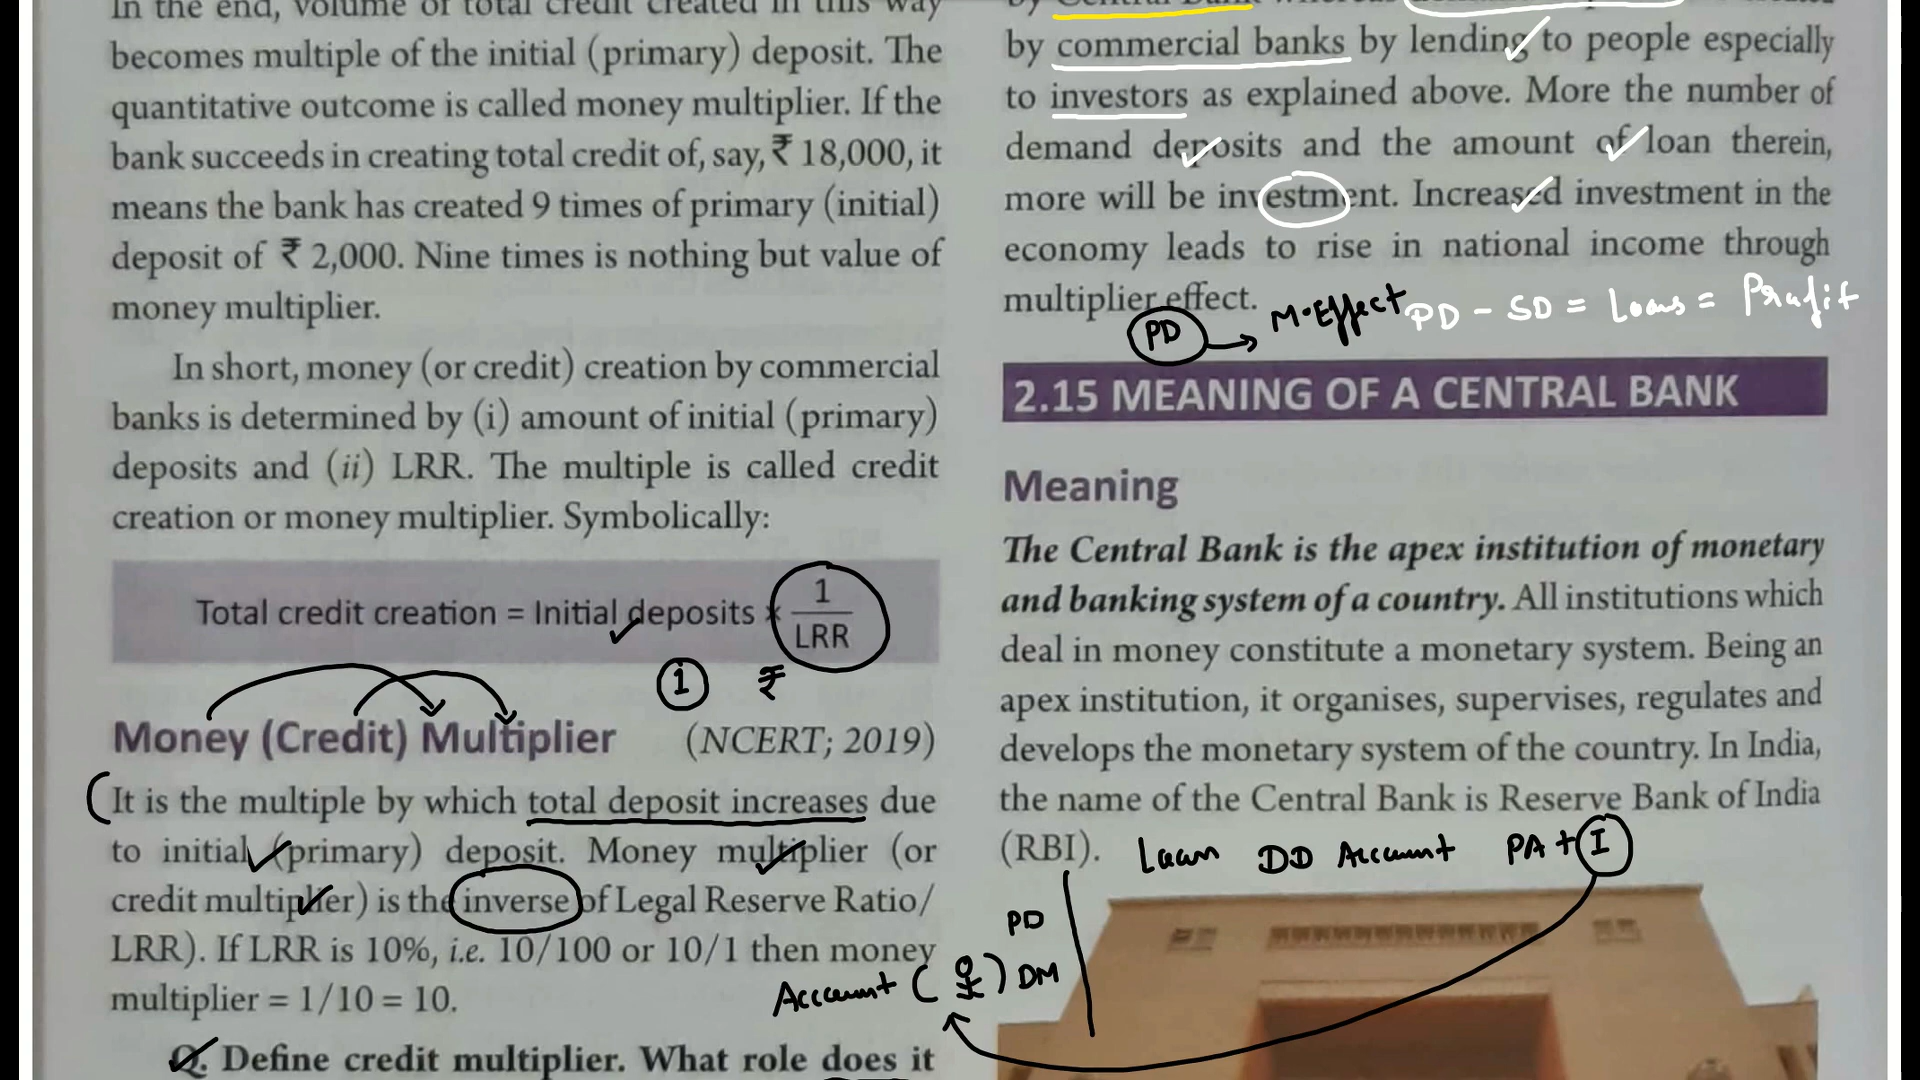 In the end, volume of total credit created in this way
becomes multiple of the initial (primary) deposit. The
quantitative outcome is called money multiplier. If the
bank succeeds in creating total credit of, say, ₹ 18,000, it
means the bank has created 9 times of primary (initial)
deposit of ₹ 2,000. Nine times is nothing but value of
money multiplier.
In short, money (or credit) creation by commercial
banks is determined by (i) amount of initial (primary)
deposits and (ii) LRR. The multiple is called credit
creation or money multiplier. Symbolically:
Total credit creation = Initial deposits × 1/LRR
1 ₹
Money (Credit) Multiplier (NCERT; 2019)
(It is the multiple by which total deposit increases due
to initial (primary) deposit. Money multiplier (or
credit multiplier) is the inverse of Legal Reserve Ratio/
LRR). If LRR is 10%, i.e. 10/100 or 10/1 then money
multiplier = 1/10 = 10.
Q. Define credit multiplier. What role does it
by Central Bank whereas
by commercial banks by lending to people especially
to investors as explained above. More the number of
demand deposits and the amount of loan therein,
more will be investment. Increased investment in the
economy leads to rise in national income through
multiplier effect.
PD → M.Effect PD - SD = Loans = Profit
2.15 MEANING OF A CENTRAL BANK
Meaning
The Central Bank is the apex institution of monetary
and banking system of a country. All institutions which
deal in money constitute a monetary system. Being an
apex institution, it organises, supervises, regulates and
develops the monetary system of the country. In India,
the name of the Central Bank is Reserve Bank of India
(RBI).
Loan DD Account PA + I
PD
Account ( ) DM